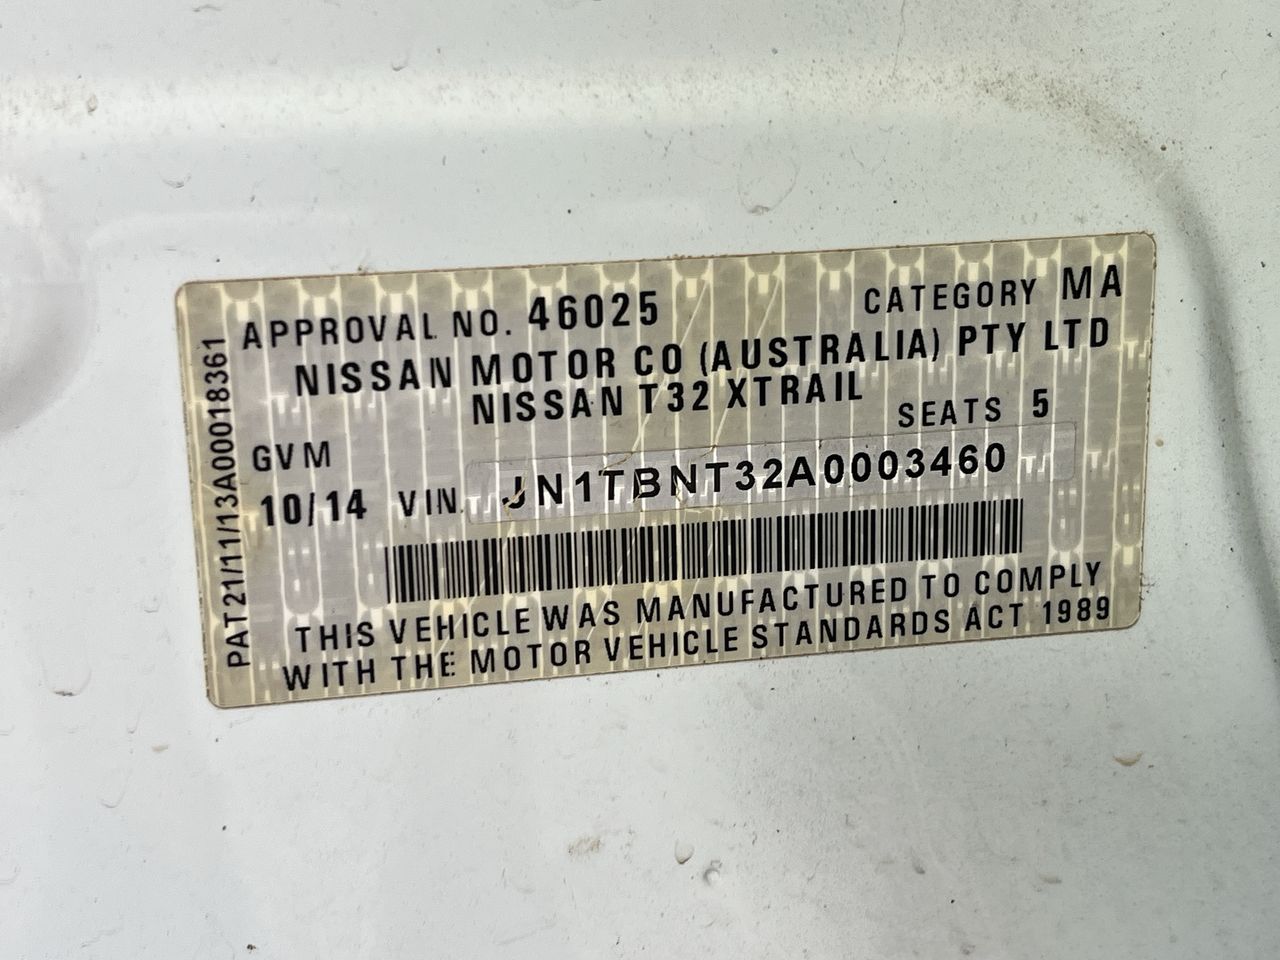 APPROVAL NO. 46025 CATEGORY MA
NISSAN MOTOR CO (AUSTRALIA) PTY LTD
NISSAN T32 XTRAIL
SEATS 5
GVM
10/14 VIN JN1TBNT32A0003460
THIS VEHICLE WAS MANUFACTURED TO COMPLY
WITH THE MOTOR VEHICLE STANDARDS ACT 1989
PAT21/11/13A00018361